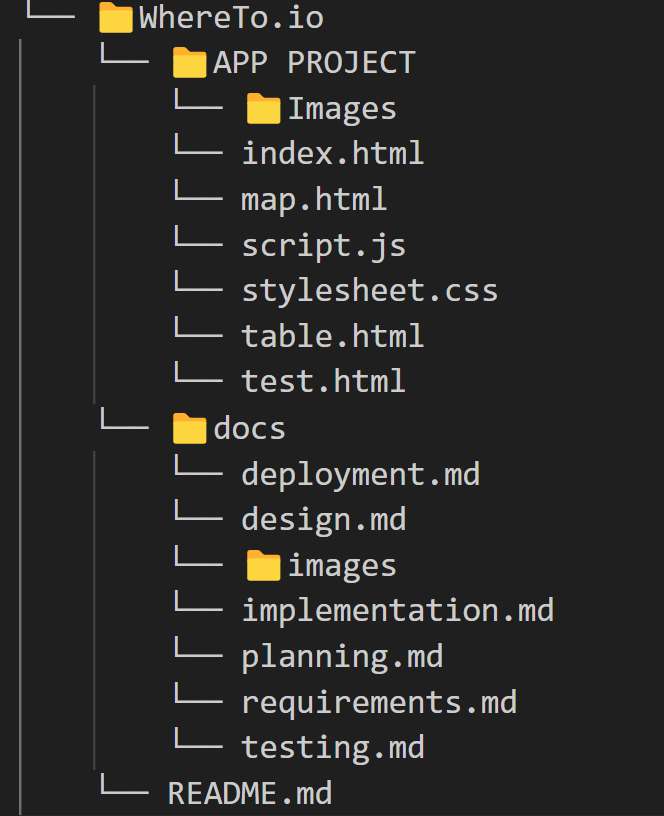 WhereTo.io
APP PROJECT
Images
index.html
map.html
script.js
stylesheet.css
table.html
test.html
docs
deployment.md
design.md
images
implementation.md
planning.md
requirements.md
testing.md
README.md